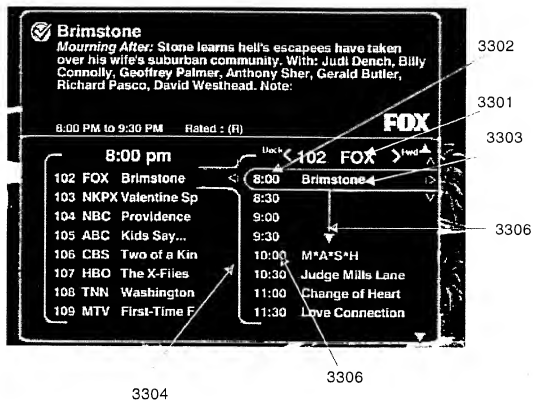 Brimstone
Mourning After: Stone learns hell's escapees have taken
over his wife's suburban community. With: Judi Dench, Billy
Connolly, Geoffrey Palmer, Anthony Sher, Gerald Butler,
Richard Pasco, David Westhead. Note:
8:00 PM to 9:30 PM Rated : (R) FOX
8:00 pm
102 FOX Brimstone
103 NKPX Valentine Sp
104 NBC Providence
105 ABC Kids Say...
106 CBS Two of a Kin
107 HBO The X-Files
108 TNN Washington
109 MTV First-Time F
Back 102 FOX Fwd
8:00 Brimstone
8:30
9:00
9:30
10:00 M*A*S*H
10:30 Judge Mills Lane
11:00 Change of Heart
11:30 Love Connection
3302
3301
3303
3306
3304
3306